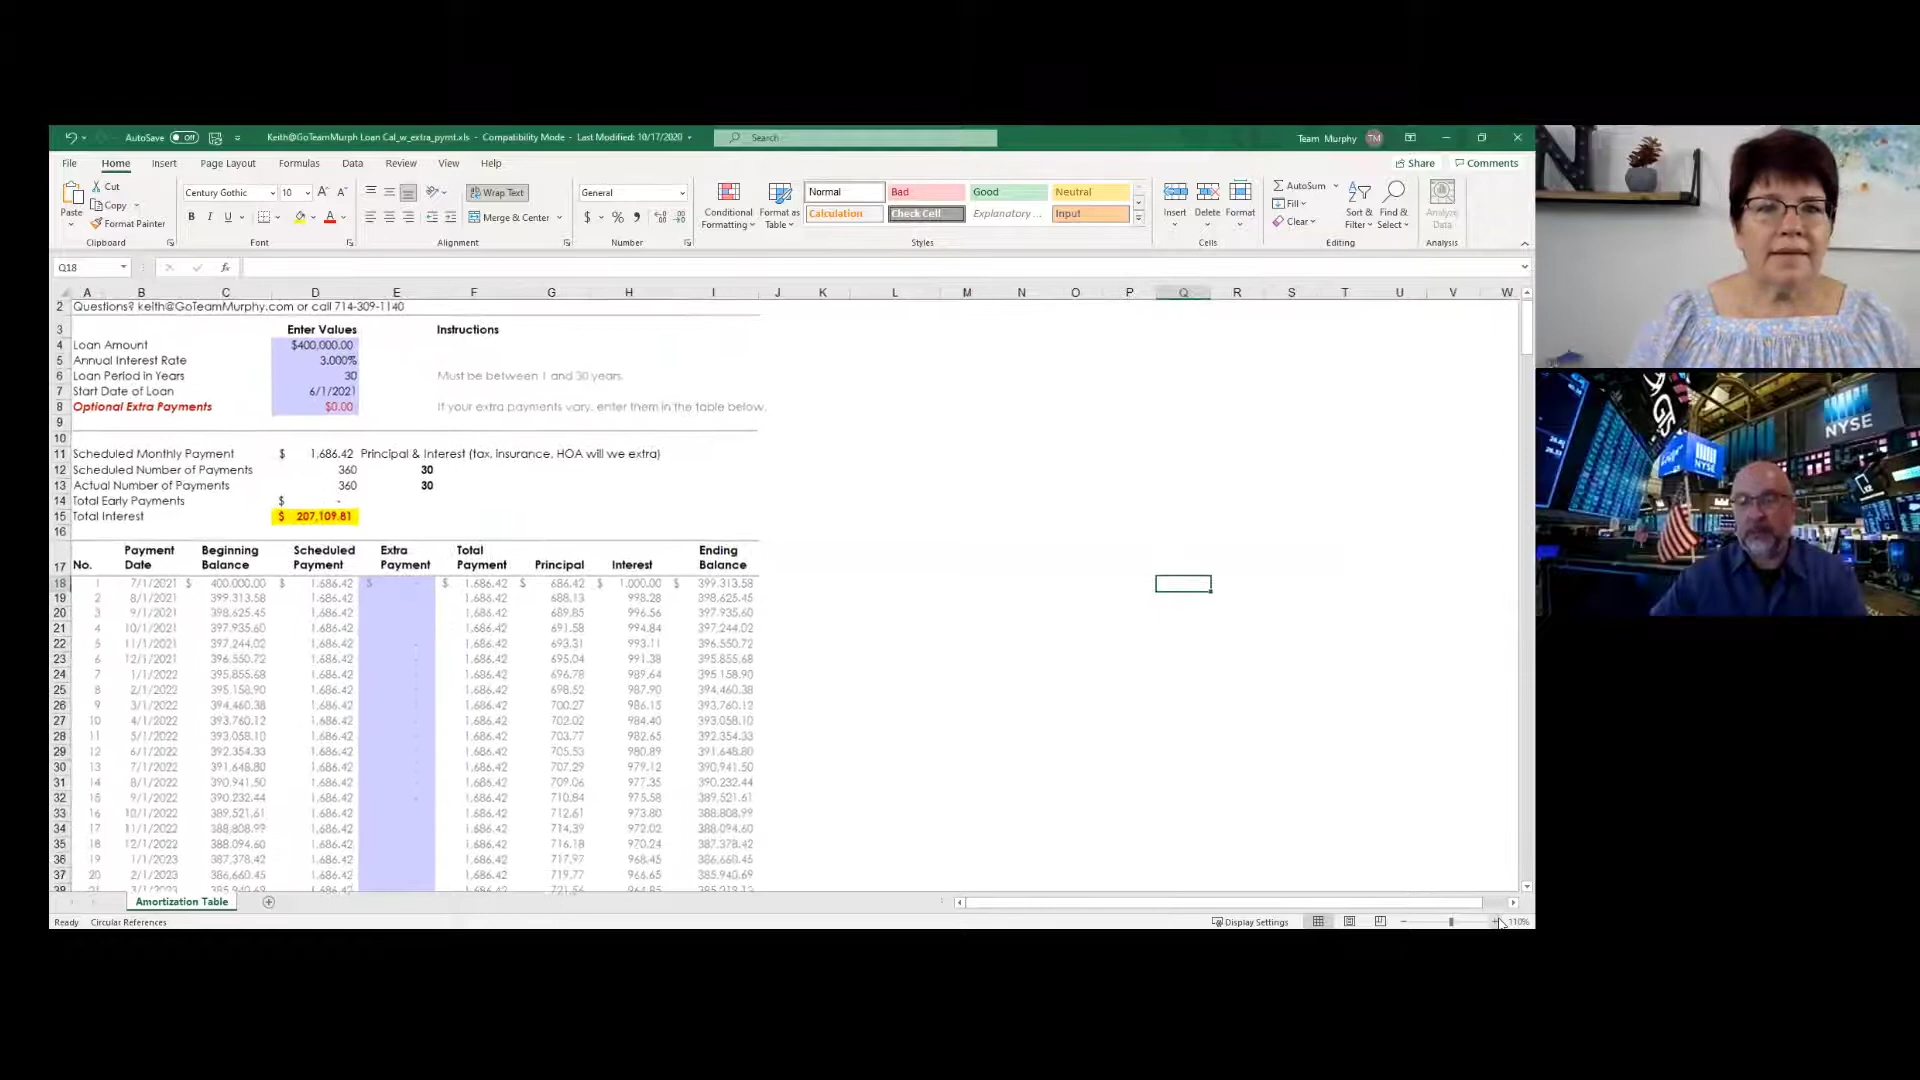 AutoSave Off Keith@GoTeamMurph Loan Cal_w_extra_pymt.xls - Compatibility Mode - Last Modified: 10/17/2020 Search Team Murphy TM
File Home Insert Page Layout Formulas Data Review View Help Share Comments
Paste Cut Copy Format Painter Clipboard
Century Gothic 10 B I U Font
Wrap Text Merge & Center Alignment
General $ % Number
Conditional Formatting Format as Table Normal Bad Good Neutral Calculation Check Cell Explanatory ... Input Styles
Insert Delete Format Cells
AutoSum Fill Clear Sort & Filter Find & Select Editing
Analyze Data Analysis
Q18 fx
A B C D E F G H I J K L M N O P Q R S T U V W
2 Questions? keith@GoTeamMurphy.com or call 714-309-1140
3 Enter Values Instructions
4 Loan Amount $400,000.00
5 Annual Interest Rate 3.000%
6 Loan Period in Years 30 Must be between 1 and 30 years.
7 Start Date of Loan 6/1/2021
8 Optional Extra Payments $0.00 If your extra payments vary, enter them in the table below.
9
10
11 Scheduled Monthly Payment $ 1,686.42 Principal & Interest (tax, insurance, HOA will we extra)
12 Scheduled Number of Payments 360 30
13 Actual Number of Payments 360 30
14 Total Early Payments $ -
15 Total Interest $ 207,109.81
16
17 No. Payment Date Beginning Balance Scheduled Payment Extra Payment Total Payment Principal Interest Ending Balance
18 1 7/1/2021 $ 400,000.00 $ 1,686.42 $ - $ 1,686.42 $ 686.42 $ 1,000.00 $ 399,313.58
19 2 8/1/2021 399,313.58 1,686.42 1,686.42 688.13 998.28 398,625.45
20 3 9/1/2021 398,625.45 1,686.42 1,686.42 689.85 996.56 397,935.60
21 4 10/1/2021 397,935.60 1,686.42 1,686.42 691.58 994.84 397,244.02
22 5 11/1/2021 397,244.02 1,686.42 - 1,686.42 693.31 993.11 396,550.72
23 6 12/1/2021 396,550.72 1,686.42 - 1,686.42 695.04 991.38 395,855.68
24 7 1/1/2022 395,855.68 1,686.42 1,686.42 696.78 989.64 395,158.90
25 8 2/1/2022 395,158.90 1,686.42 1,686.42 698.52 987.90 394,460.38
26 9 3/1/2022 394,460.38 1,686.42 1,686.42 700.27 986.15 393,760.12
27 10 4/1/2022 393,760.12 1,686.42 1,686.42 702.02 984.40 393,058.10
28 11 5/1/2022 393,058.10 1,686.42 1,686.42 703.77 982.65 392,354.33
29 12 6/1/2022 392,354.33 1,686.42 1,686.42 705.53 980.89 391,648.80
30 13 7/1/2022 391,648.80 1,686.42 1,686.42 707.29 979.12 390,941.50
31 14 8/1/2022 390,941.50 1,686.42 1,686.42 709.06 977.35 390,232.44
32 15 9/1/2022 390,232.44 1,686.42 - 1,686.42 710.84 975.58 389,521.61
33 16 10/1/2022 389,521.61 1,686.42 1,686.42 712.61 973.80 388,808.99
34 17 11/1/2022 388,808.99 1,686.42 1,686.42 714.39 972.02 388,094.60
35 18 12/1/2022 388,094.60 1,686.42 1,686.42 716.18 970.24 387,378.42
36 19 1/1/2023 387,378.42 1,686.42 1,686.42 717.97 968.45 386,660.45
37 20 2/1/2023 386,660.45 1,686.42 1,686.42 719.77 966.65 385,940.69
38 21 3/1/2023 385,940.69 1,686.42 1,686.42 721.56 964.85
Amortization Table
Ready Circular References Display Settings 110%
NYSE
NYSE